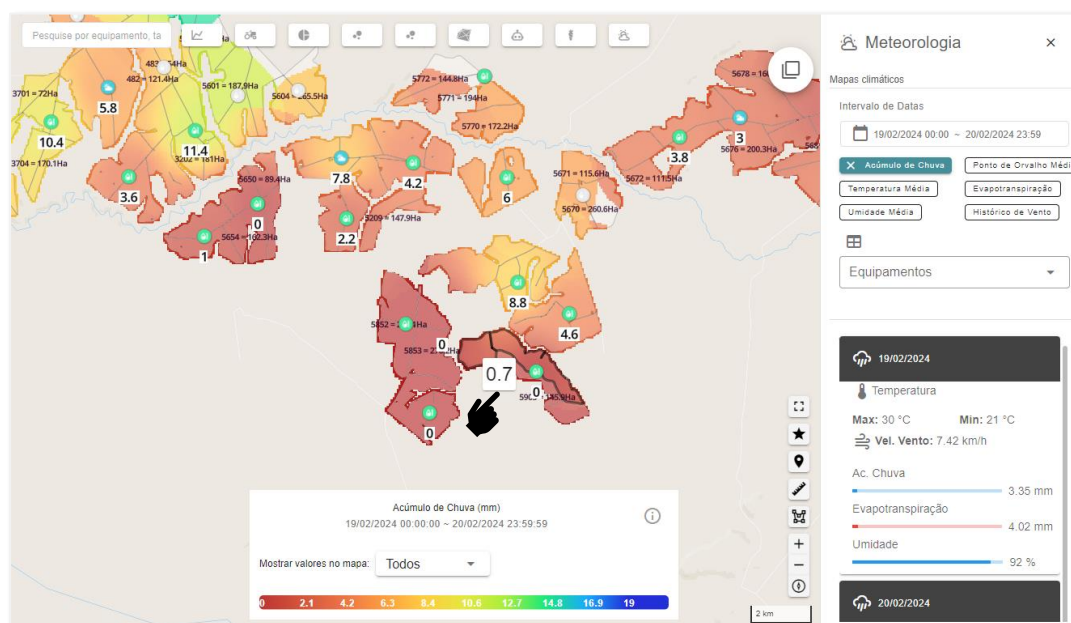 Pesquise por equipamento, ta
482 = 121.4Ha
5601 = 187,9Ha
3701 = 72Ha
5.8
10.4
11.4
3202 = 181Ha
3704 = 170.1Ha
3.6
5650 = 89.4Ha
0
5654 = 162.3Ha
1
5772 = 144.8Ha
5771 = 194Ha
5770 = 172.2Ha
7.8
4.2
3209 = 147.9Ha
2.2
6
5671 = 115.6Ha
5670 = 260.6Ha
3.8
5672 = 111.5Ha
3
5676 = 200.3Ha
8.8
4.6
0
0.7
0
0
Acúmulo de Chuva (mm)
19/02/2024 00:00:00 ~ 20/02/2024 23:59:59
Mostrar valores no mapa: Todos
0 2.1 4.2 6.3 8.4 10.6 12.7 14.8 16.9 19
2 km
Meteorologia
Mapas climáticos
Intervalo de Datas
19/02/2024 00:00 ~ 20/02/2024 23:59
Acúmulo de Chuva
Ponto de Orvalho Médi
Temperatura Média
Evapotranspiração
Umidade Média
Histórico de Vento
Equipamentos
19/02/2024
Temperatura
Max: 30 °C Min: 21 °C
Vel. Vento: 7.42 km/h
Ac. Chuva
3.35 mm
Evapotranspiração
4.02 mm
Umidade
92 %
20/02/2024